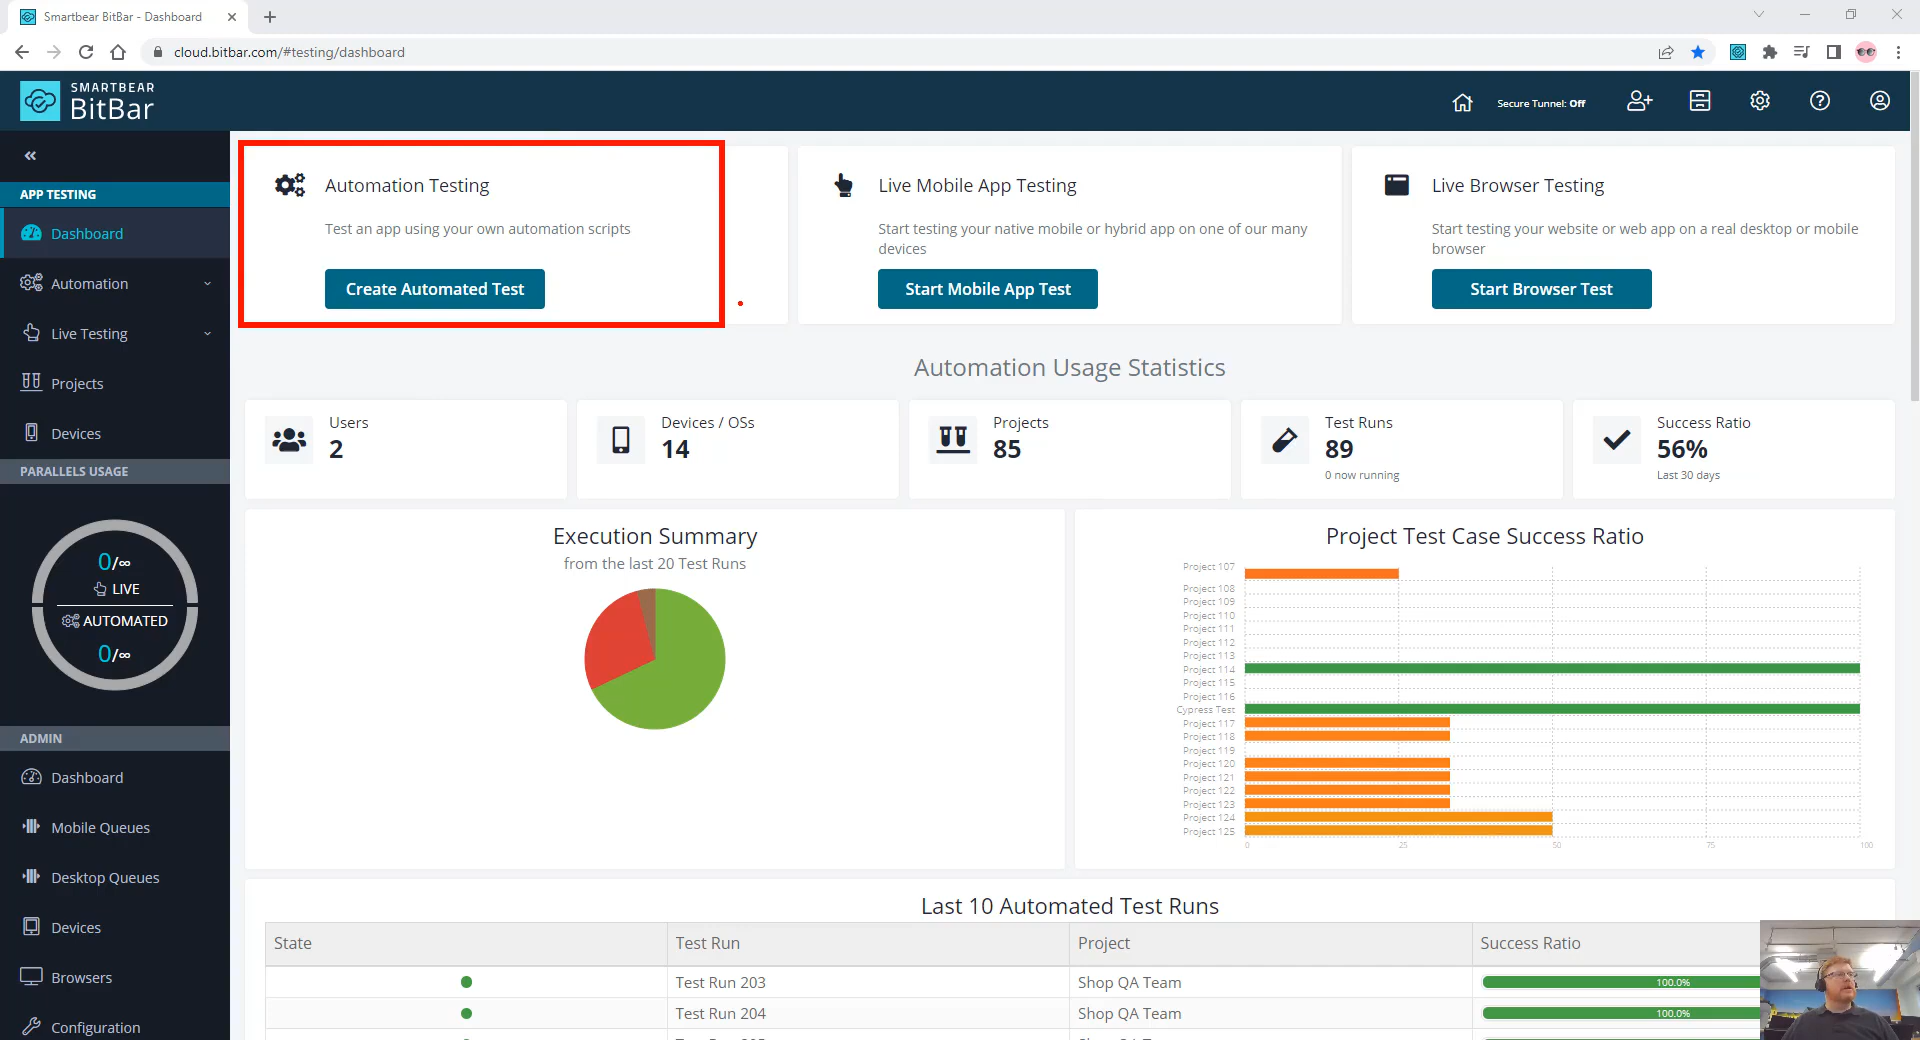 Smartbear BitBar - Dashboard
cloud.bitbar.com/#testing/dashboard
SMARTBEAR
BitBar
Secure Tunnel: Off
APP TESTING
Dashboard
Automation
Live Testing
Projects
Devices
PARALLELS USAGE
0/∞
LIVE
AUTOMATED
0/∞
ADMIN
Dashboard
Mobile Queues
Desktop Queues
Devices
Browsers
Configuration
Automation Testing
Test an app using your own automation scripts
Create Automated Test
Live Mobile App Testing
Start testing your native mobile or hybrid app on one of our many
devices
Start Mobile App Test
Live Browser Testing
Start testing your website or web app on a real desktop or mobile
browser
Start Browser Test
Automation Usage Statistics
Users
2
Devices / OSs
14
Projects
85
Test Runs
89
0 now running
Success Ratio
56%
Last 30 days
Execution Summary
from the last 20 Test Runs
Project Test Case Success Ratio
Project 107
Project 108
Project 109
Project 110
Project 111
Project 112
Project 113
Project 114
Project 115
Project 116
Cypress Test
Project 117
Project 118
Project 119
Project 120
Project 121
Project 122
Project 123
Project 124
Project 125
0 25 50 75 100
Last 10 Automated Test Runs
State Test Run Project Success Ratio
Test Run 203 Shop QA Team 100.0%
Test Run 204 Shop QA Team 100.0%